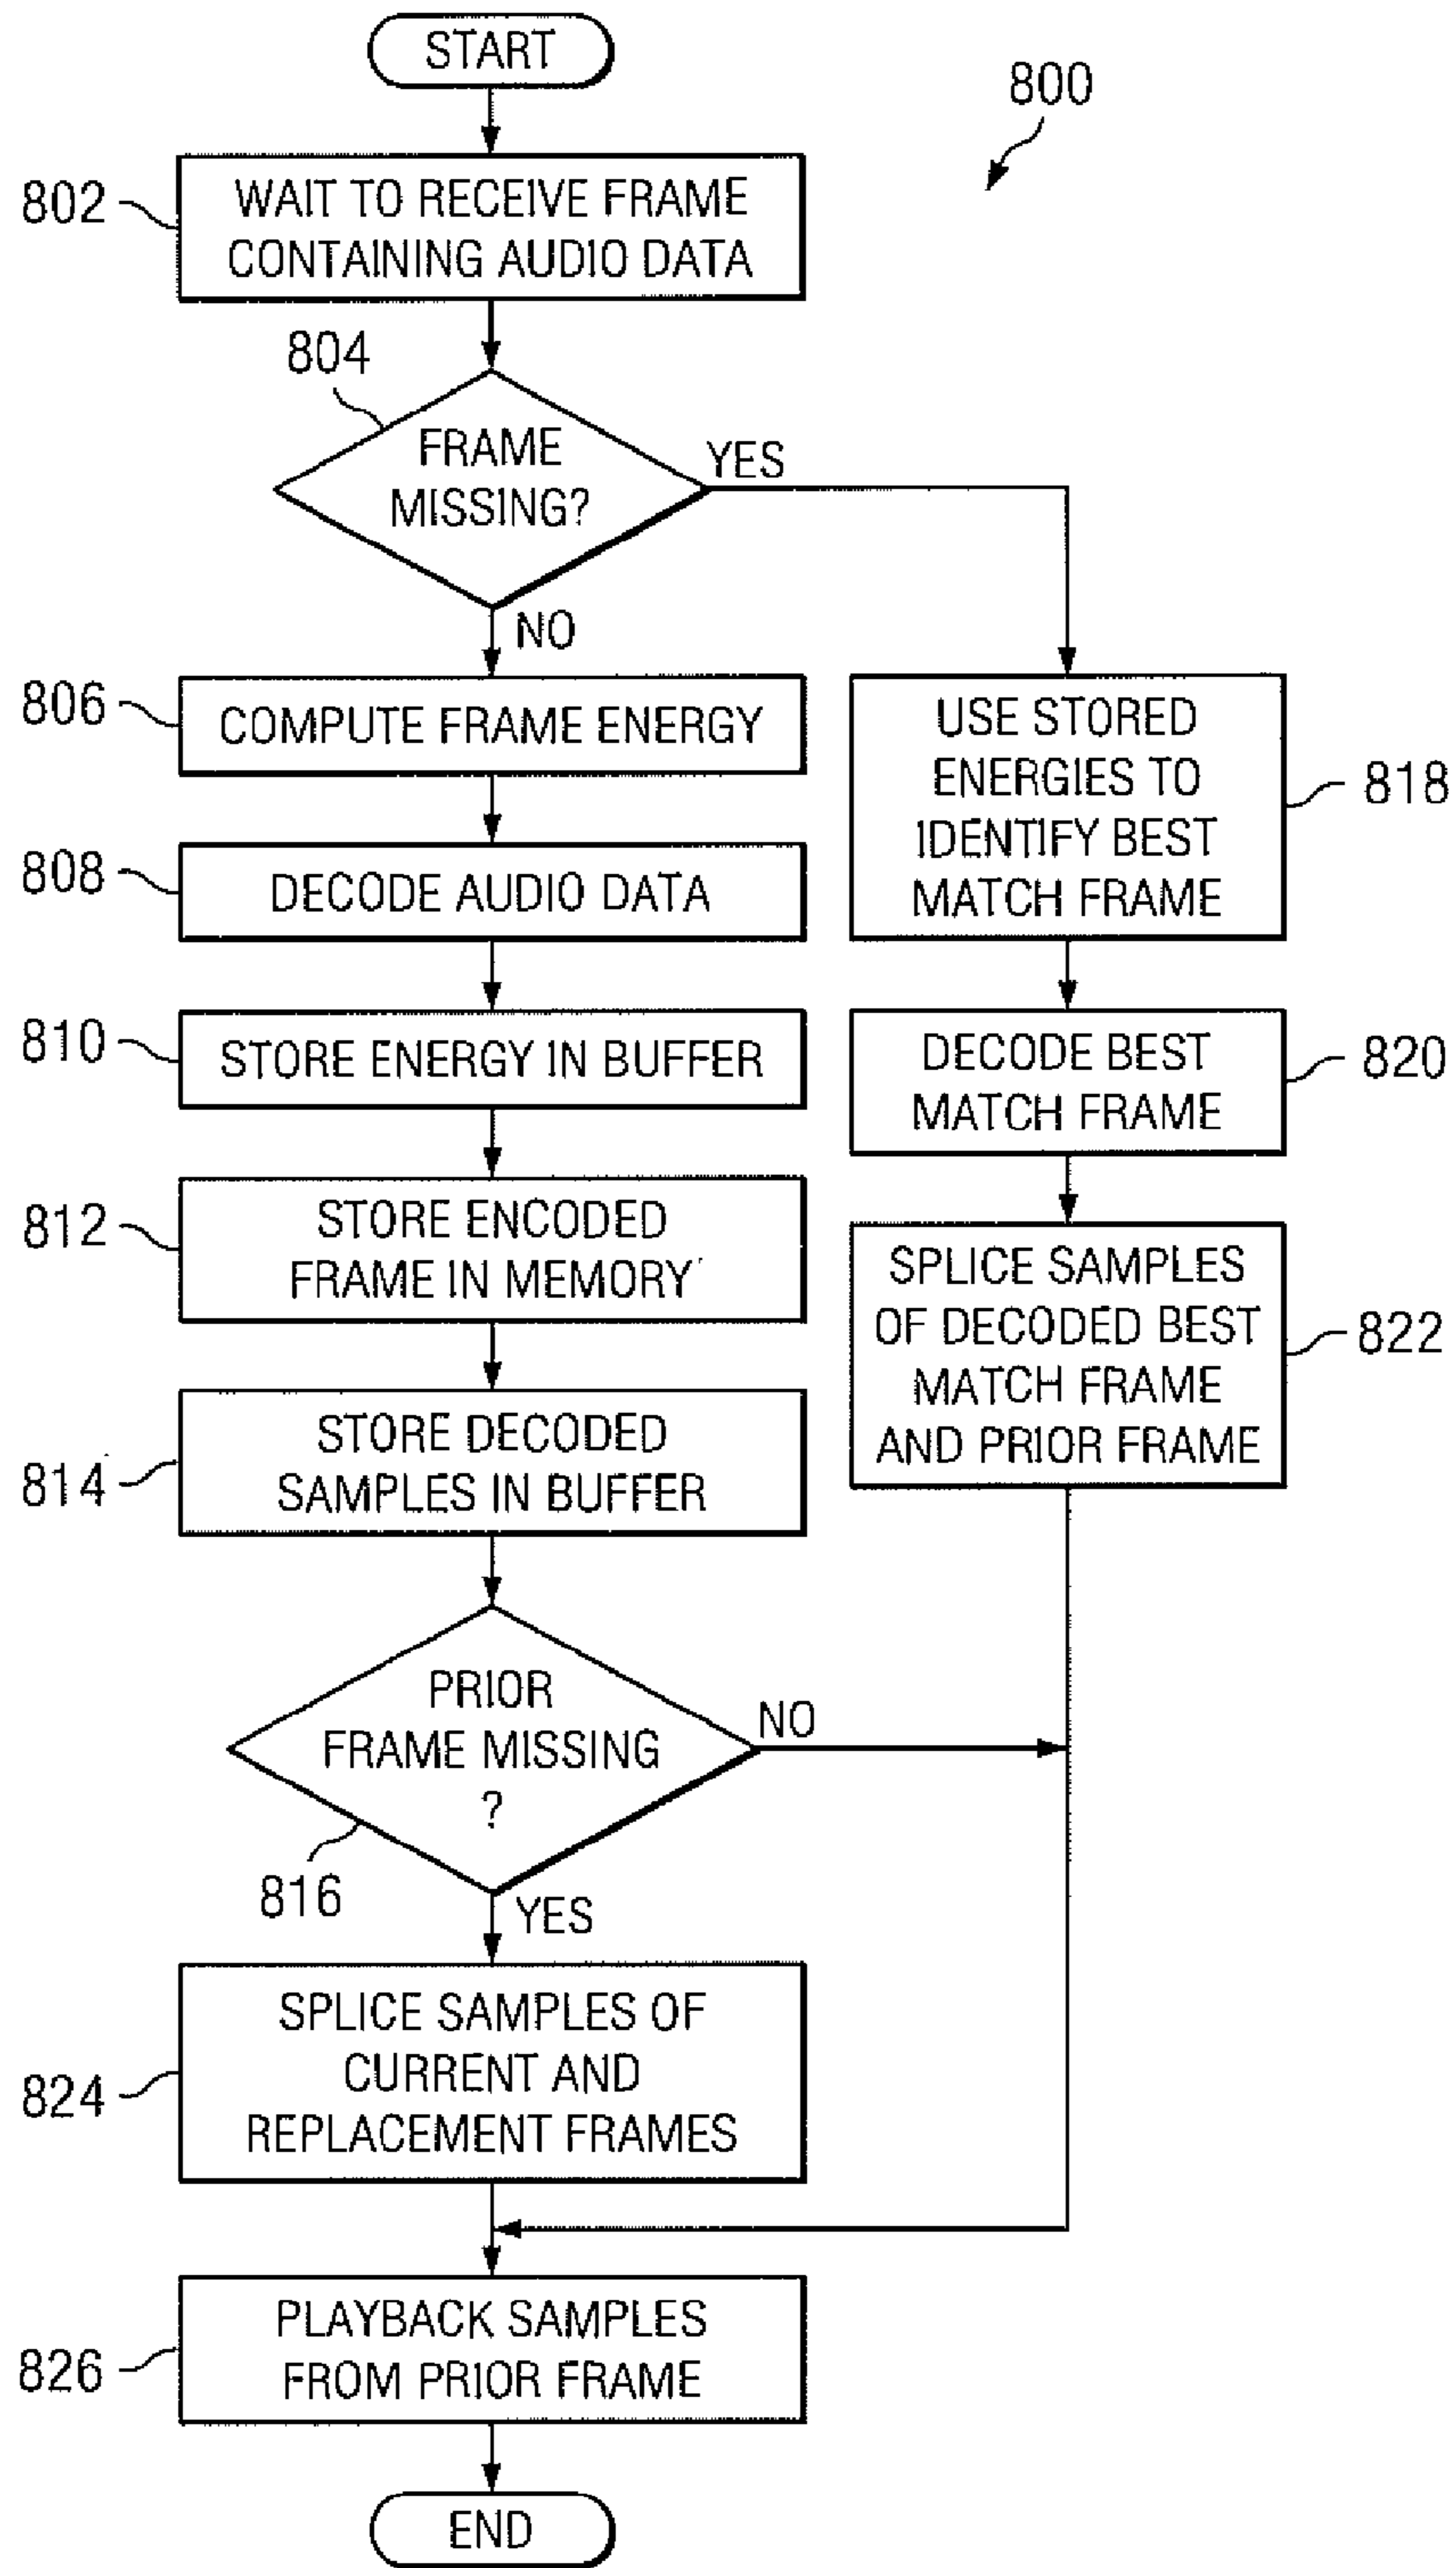 START
800
802
WAIT TO RECEIVE FRAME
CONTAINING AUDIO DATA
804
FRAME
MISSING?
YES
NO
806
COMPUTE FRAME ENERGY
USE STORED
ENERGIES TO
IDENTIFY BEST
MATCH FRAME
818
808
DECODE AUDIO DATA
810
STORE ENERGY IN BUFFER
DECODE BEST
MATCH FRAME
820
812
STORE ENCODED
FRAME IN MEMORY
SPLICE SAMPLES
OF DECODED BEST
MATCH FRAME
AND PRIOR FRAME
822
814
STORE DECODED
SAMPLES IN BUFFER
PRIOR
FRAME MISSING
?
NO
816
YES
824
SPLICE SAMPLES OF
CURRENT AND
REPLACEMENT FRAMES
826
PLAYBACK SAMPLES
FROM PRIOR FRAME
END